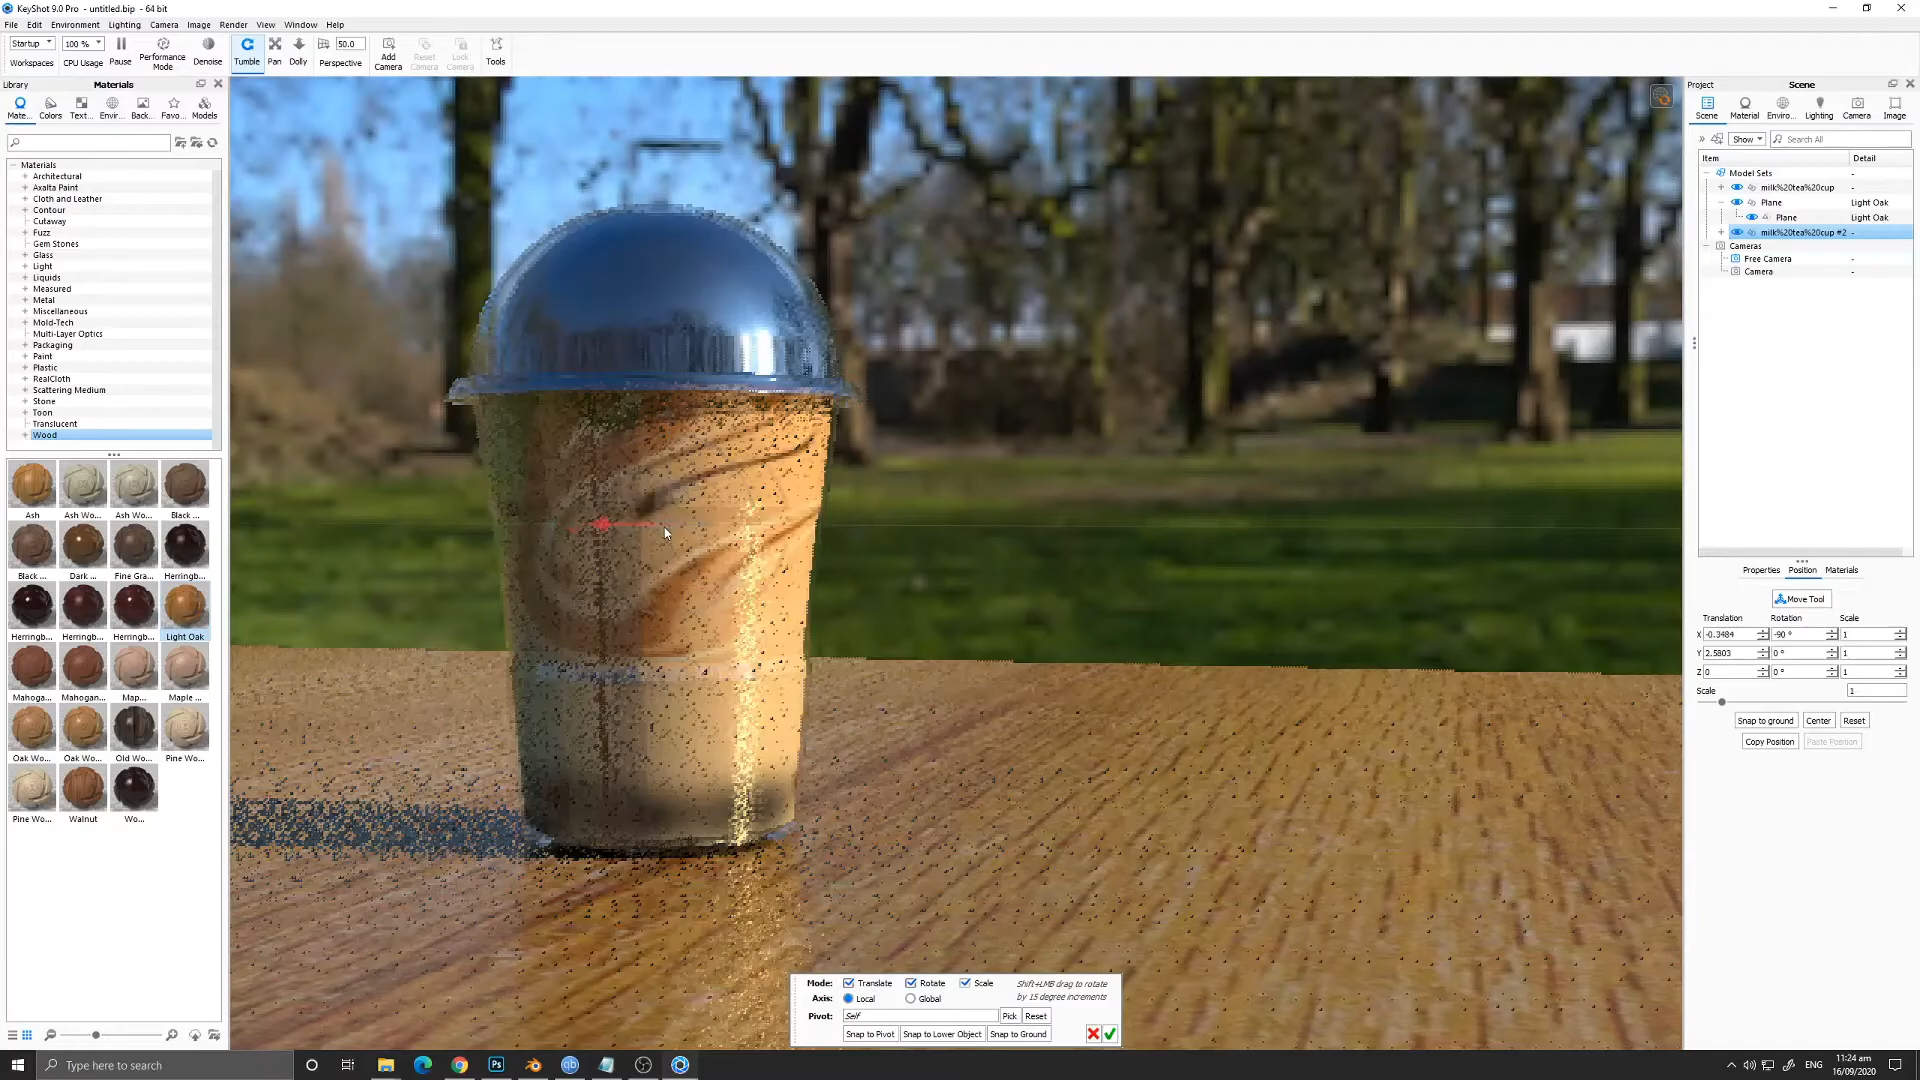 KeyShot 9.0 Pro - untitled.bip - 64 bit
File Edit Environment Lighting Camera Image Render View Window Help
Startup 100 % 50.0
Workspaces CPU Usage Pause Performance Mode Denoise Tumble Pan Dolly Perspective Add Camera Reset Camera Lock Camera Tools
Library Materials
Mate... Colors Text... Envir... Back... Favo... Models
Materials
Architectural
Axalta Paint
Cloth and Leather
Contour
Cutaway
Fuzz
Gem Stones
Glass
Light
Liquids
Measured
Metal
Miscellaneous
Mold-Tech
Multi-Layer Optics
Packaging
Paint
Plastic
RealCloth
Scattering Medium
Stone
Toon
Translucent
Wood
Ash Ash Wo... Ash Wo... Black ...
Black ... Dark ... Fine Gra... Herringb...
Herringb... Herringb... Herringb... Light Oak
Mahoga... Mahogan... Map... Maple ...
Oak Wo... Oak Wo... Old Wo... Pine Wo...
Pine Wo... Walnut Wo...
Project Scene
Scene Material Enviro... Lighting Camera Image
Show Search All
Item Detail
Model Sets -
milk%20tea%20cup -
Plane Light Oak
Plane Light Oak
milk%20tea%20cup #2 -
Cameras -
Free Camera -
Camera -
Properties Position Materials
Move Tool
Translation Rotation Scale
X -0.3484 -90 ° 1
Y 2.5803 0 ° 1
Z 0 0 ° 1
Scale 1
Snap to ground Center Reset
Copy Position Paste Position
Mode: Translate Rotate Scale Shift+LMB drag to rotate
Axis: Local Global by 15 degree increments
Pivot: Self Pick Reset
Snap to Pivot Snap to Lower Object Snap to Ground
Type here to search
Ps
qb
ENG
11:24 am
16/09/2020